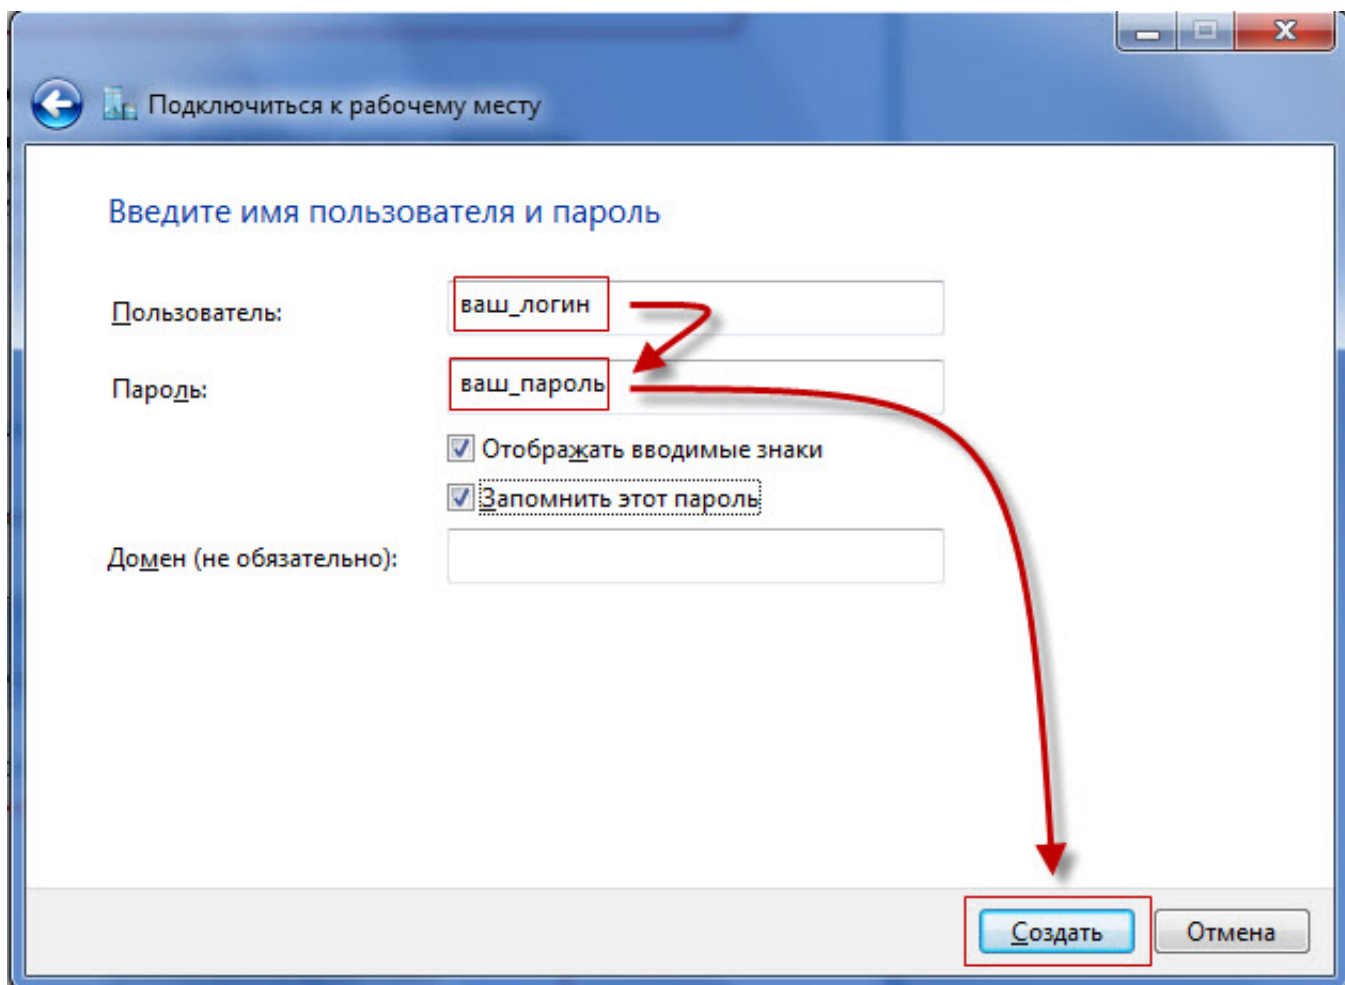 Подключиться к рабочему месту
Введите имя пользователя и пароль
Пользователь: ваш_логин
Пароль: ваш_пароль
Отображать вводимые знаки
Запомнить этот пароль
Домен (не обязательно):
Создать Отмена